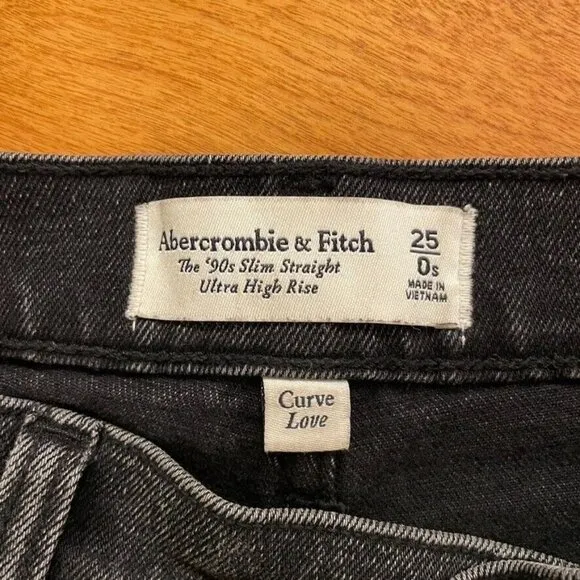 Abercrombie & Fitch
The '90s Slim Straight
Ultra High Rise
25
0s
MADE IN
VIETNAM
Curve
Love